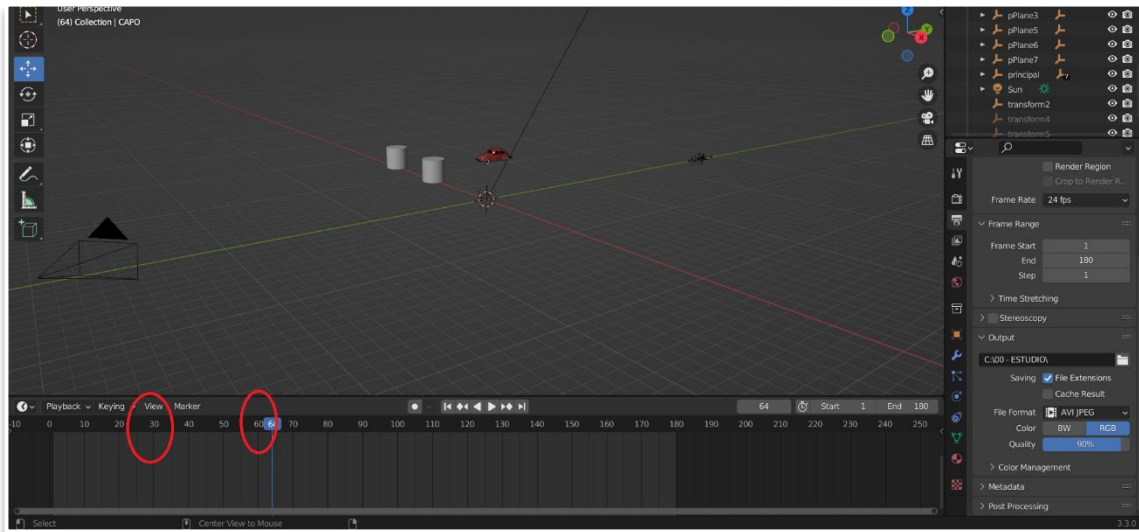 User Perspective
(64) Collection | CAPO
Z
Y
X
pPlane3
pPlane5
pPlane6
pPlane7
principal 7
Sun
transform2
transform4
transform5
Render Region
Crop to Render R...
Frame Rate 24 fps
Frame Range
Frame Start 1
End 180
Step 1
Time Stretching
Stereoscopy
Output
C:\00 - ESTUDIO\
Saving File Extensions
Cache Result
File Format AVI JPEG
Color BW RGB
Quality 90%
Color Management
Metadata
Post Processing
Playback Keying View Marker 64 Start 1 End 180
-10 0 10 20 30 40 50 60 64 70 80 90 100 110 120 130 140 150 160 170 180 190 200 210 220 230 240 250
Select Center View to Mouse 3.3.0